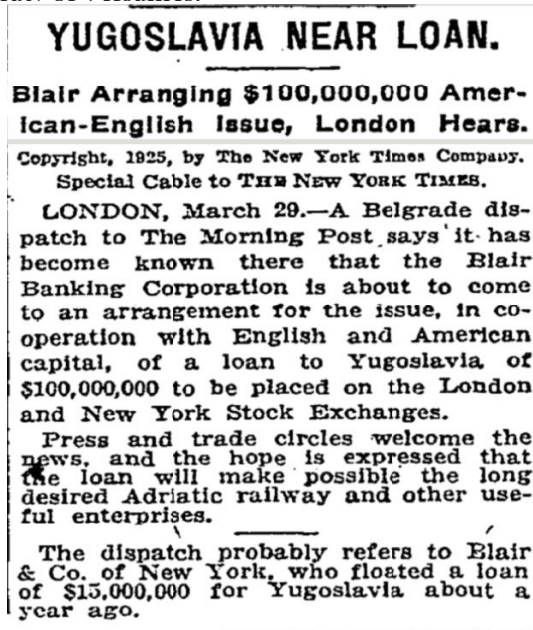 YUGOSLAVIA NEAR LOAN.
Blair Arranging $100,000,000 Amer-
ican-English Issue, London Hears.
Copyright, 1925, by The New York Times Company.
Special Cable to THE NEW YORK TIMES.
LONDON, March 29.—A Belgrade dis-
patch to The Morning Post says it has
become known there that the Blair
Banking Corporation is about to come
to an arrangement for the issue, in co-
operation with English and American
capital, of a loan to Yugoslavia of
$100,000,000 to be placed on the London
and New York Stock Exchanges.
Press and trade circles welcome the
news, and the hope is expressed that
the loan will make possible the long
desired Adriatic railway and other use-
ful enterprises.
The dispatch probably refers to Blair
& Co. of New York, who floated a loan
of $15,000,000 for Yugoslavia about a
year ago.